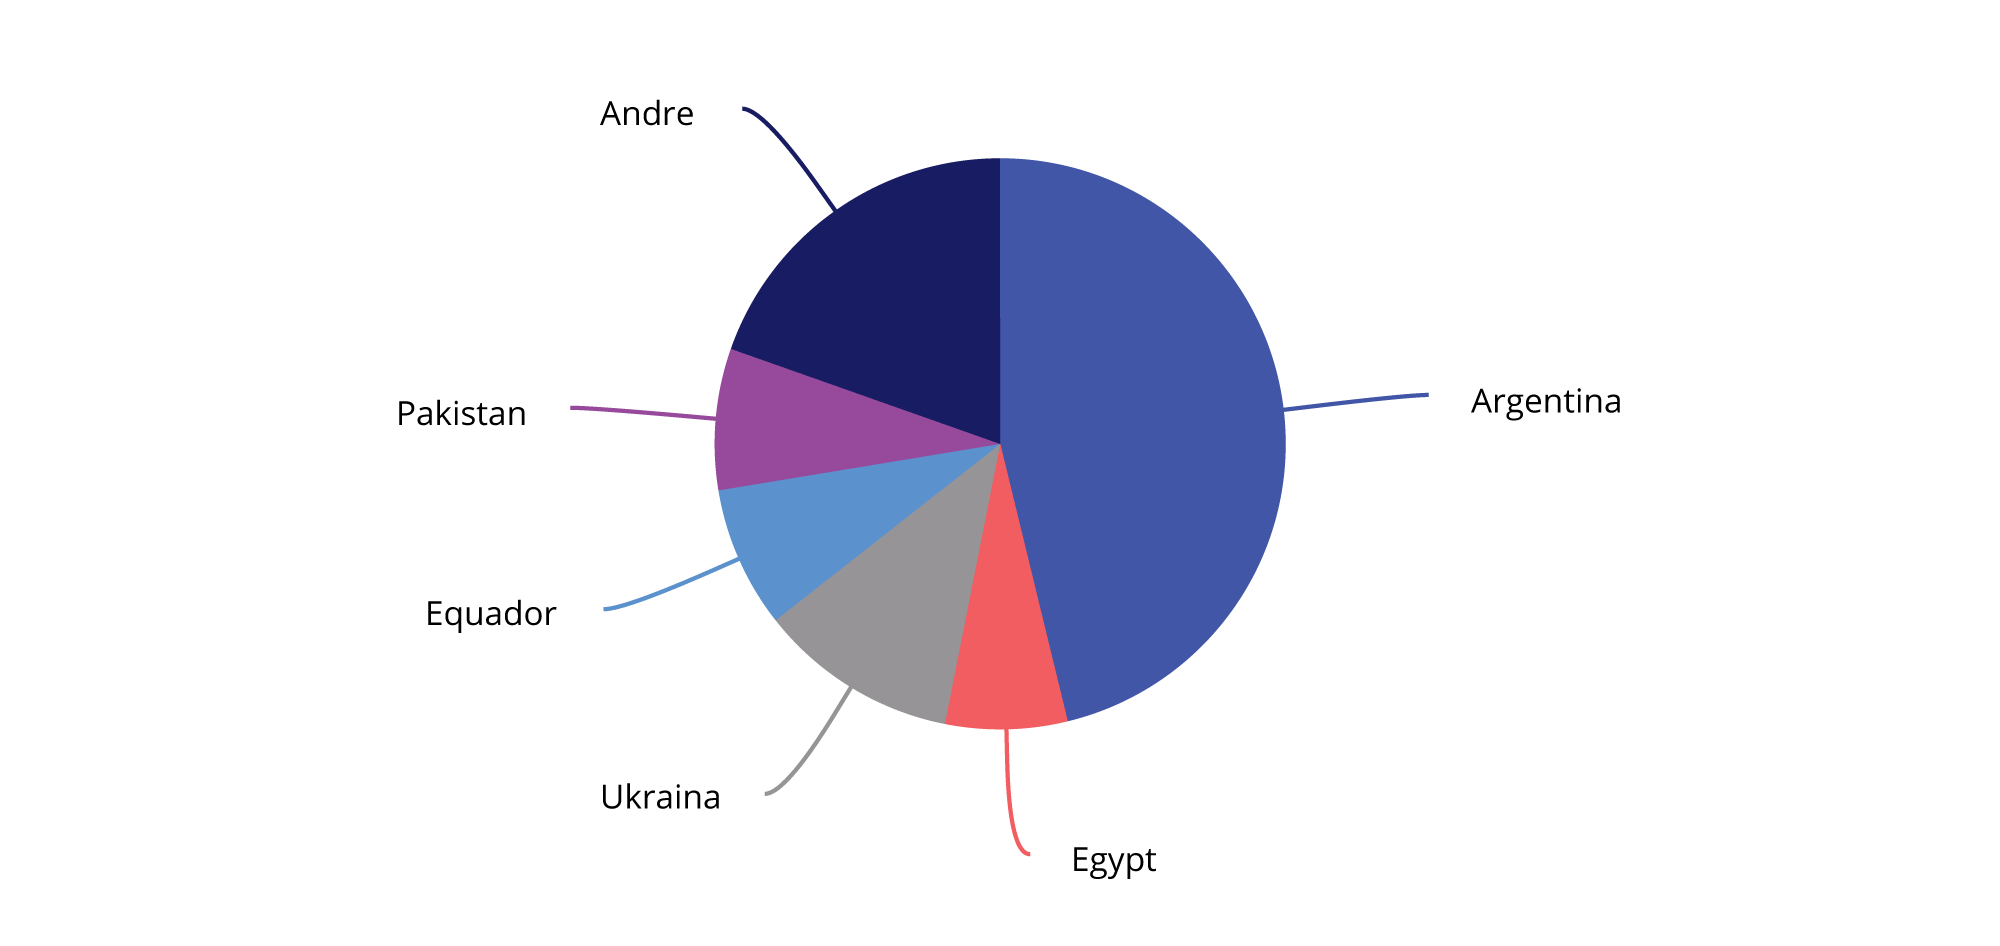 Andre
Argentina
Pakistan
Equador
Ukraina
Egypt